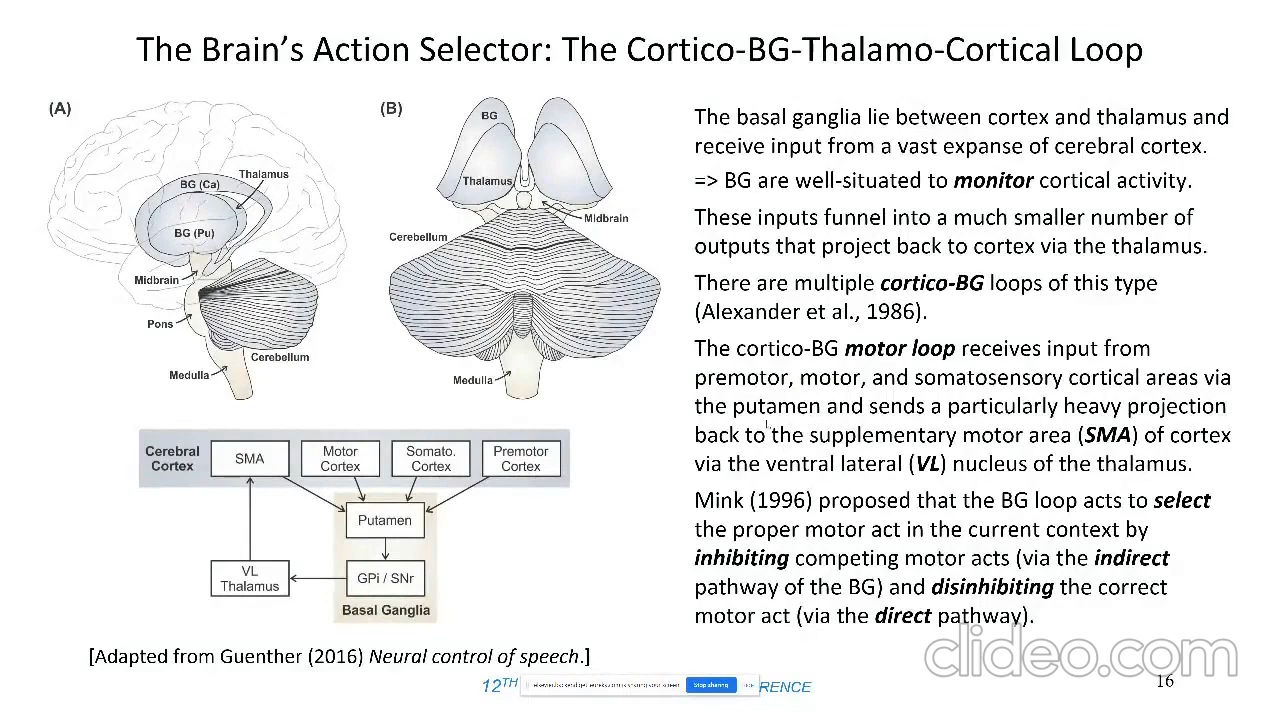 The Brain's Action Selector: The Cortico-BG-Thalamo-Cortical Loop
(A)
BG (Ca)
Thalamus
BG (Pu)
Midbrain
Pons
Cerebellum
Medulla
(B)
BG
Thalamus
Midbrain
Cerebellum
Medulla
Cerebral
Cortex
SMA
Motor
Cortex
Somato.
Cortex
Premotor
Cortex
Putamen
VL
Thalamus
GPi / SNr
Basal Ganglia
[Adapted from Guenther (2016) Neural control of speech.]
The basal ganglia lie between cortex and thalamus and
receive input from a vast expanse of cerebral cortex.
=> BG are well-situated to monitor cortical activity.
These inputs funnel into a much smaller number of
outputs that project back to cortex via the thalamus.
There are multiple cortico-BG loops of this type
(Alexander et al., 1986).
The cortico-BG motor loop receives input from
premotor, motor, and somatosensory cortical areas via
the putamen and sends a particularly heavy projection
back to the supplementary motor area (SMA) of cortex
via the ventral lateral (VL) nucleus of the thalamus.
Mink (1996) proposed that the BG loop acts to select
the proper motor act in the current context by
inhibiting competing motor acts (via the indirect
pathway of the BG) and disinhibiting the correct
motor act (via the direct pathway).
clideo.com
12TH
is sharing your screen
Stop sharing
RENCE
16